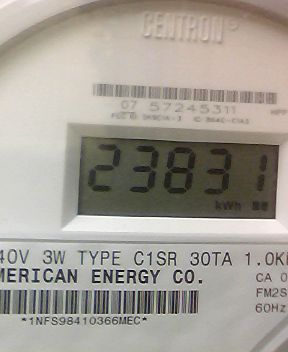 CENTRON®
07 57245311
23831
kWh
40V 3W TYPE C1SR 30TA 1.0K
MERICAN ENERGY CO.
CA 0
FM2S
60Hz
*1NFS98410366MEC*